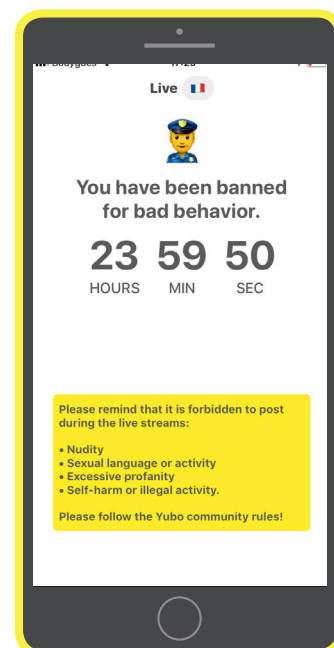 Live
You have been banned
for bad behavior.
23 59 50
HOURS MIN SEC
Please remind that it is forbidden to post
during the live streams:
• Nudity
• Sexual language or activity
• Excessive profanity
• Self-harm or illegal activity.
Please follow the Yubo community rules!